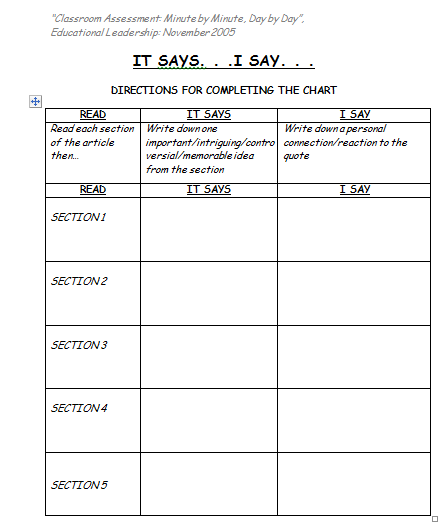 "Classroom Assessment: Minute by Minute, Day by Day",
Educational Leadership: November 2005
IT SAYS. . .I SAY. . .
DIRECTIONS FOR COMPLETING THE CHART
READ IT SAYS I SAY
Read each section Write down one Write down a personal
of the article important/intriguing/contro connection/reaction to the
then... versial/memorable idea quote
from the section
READ IT SAYS I SAY
SECTION 1
SECTION 2
SECTION 3
SECTION 4
SECTION 5